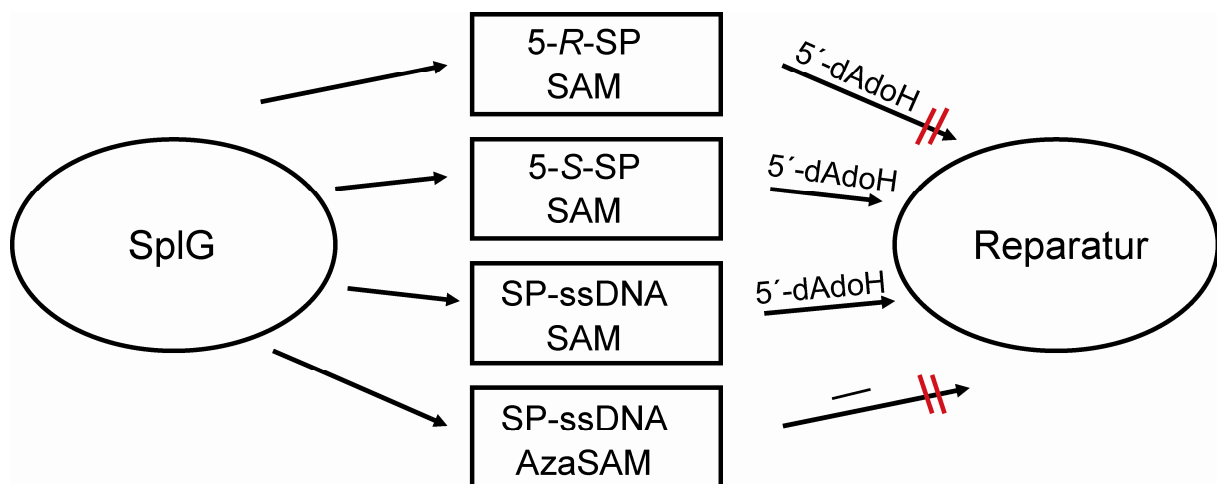 SplG
5-R-SP
SAM
5-S-SP
SAM
SP-ssDNA
SAM
SP-ssDNA
AzaSAM
5´-dAdoH
5´-dAdoH
5´-dAdoH
–
Reparatur